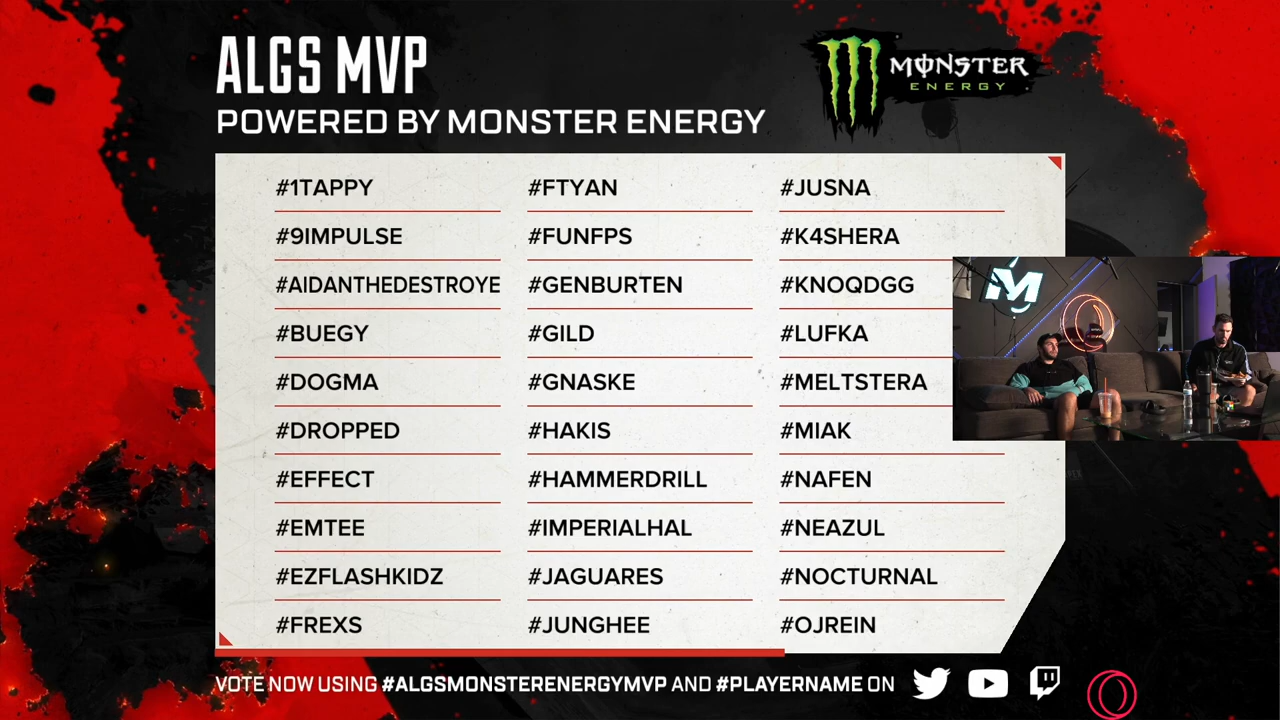 ALGS MVP
POWERED BY MONSTER ENERGY
MONSTER
ENERGY
#1TAPPY
#9IMPULSE
#AIDANTHEDESTROYE
#BUEGY
#DOGMA
#DROPPED
#EFFECT
#EMTEE
#EZFLASHKIDZ
#FREXS
#FTYAN
#FUNFPS
#GENBURTEN
#GILD
#GNASKE
#HAKIS
#HAMMERDRILL
#IMPERIALHAL
#JAGUARES
#JUNGHEE
#JUSNA
#K4SHERA
#KNOQDGG
#LUFKA
#MELTSTERA
#MIAK
#NAFEN
#NEAZUL
#NOCTURNAL
#OJREIN
VOTE NOW USING #ALGSMONSTERENERGYMVP AND #PLAYERNAME ON